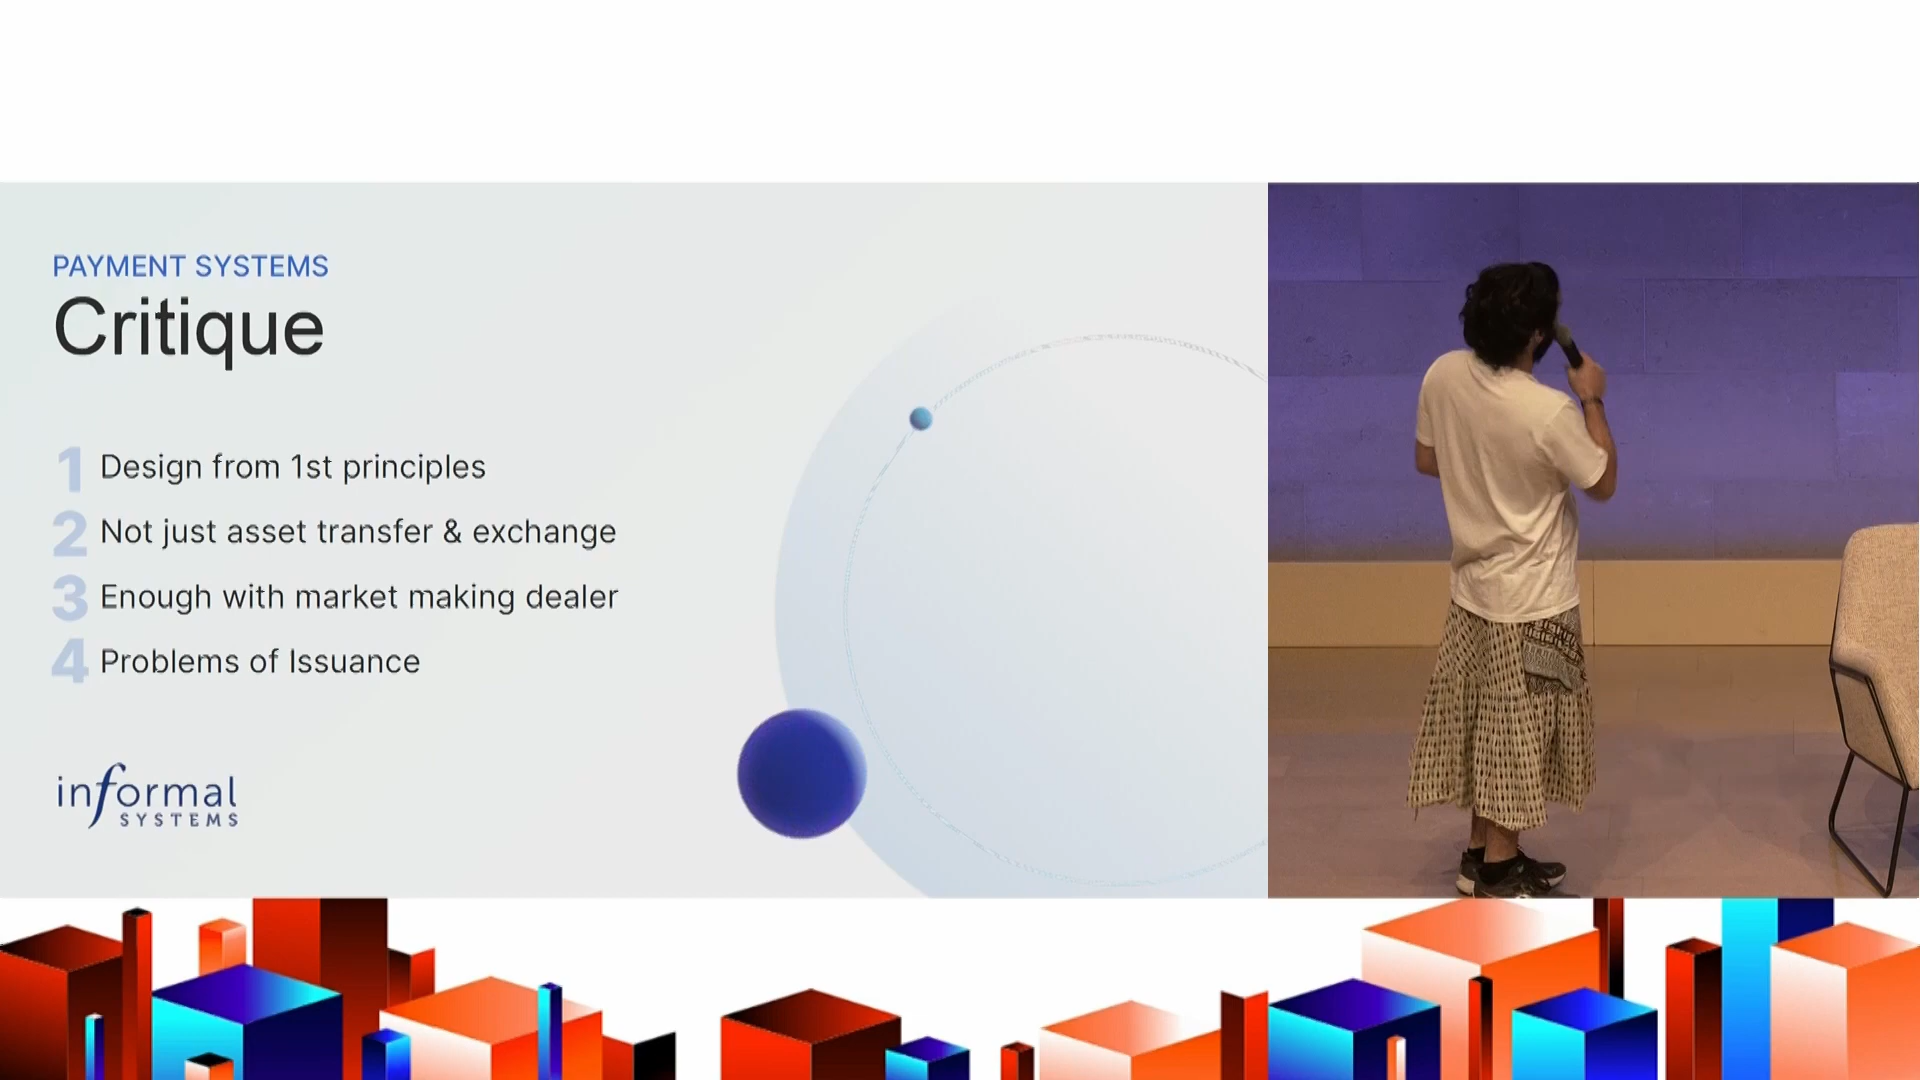 PAYMENT SYSTEMS
Critique
1 Design from 1st principles
2 Not just asset transfer & exchange
3 Enough with market making dealer
4 Problems of Issuance
informal
SYSTEMS